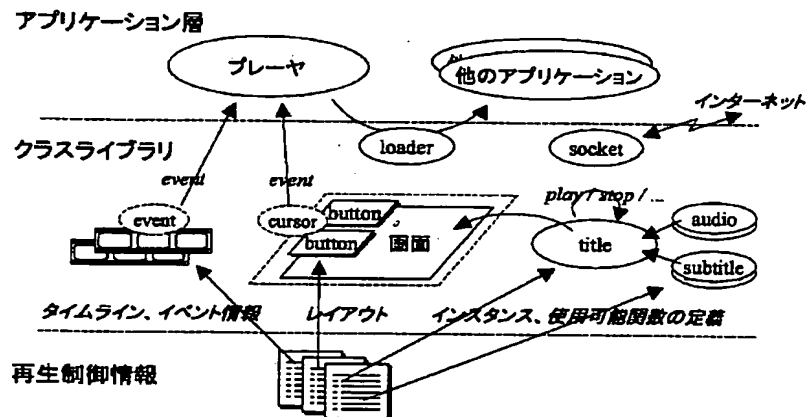 アプリケーション層
プレーヤ
他のアプリケーション
インターネット
クラスライブラリ
loader
socket
event
event
play / stop / ...
event
cursor
button
button
画面
title
audio
subtitle
タイムライン、イベント情報
レイアウト
インスタンス、使用可能関数の定義
再生制御情報